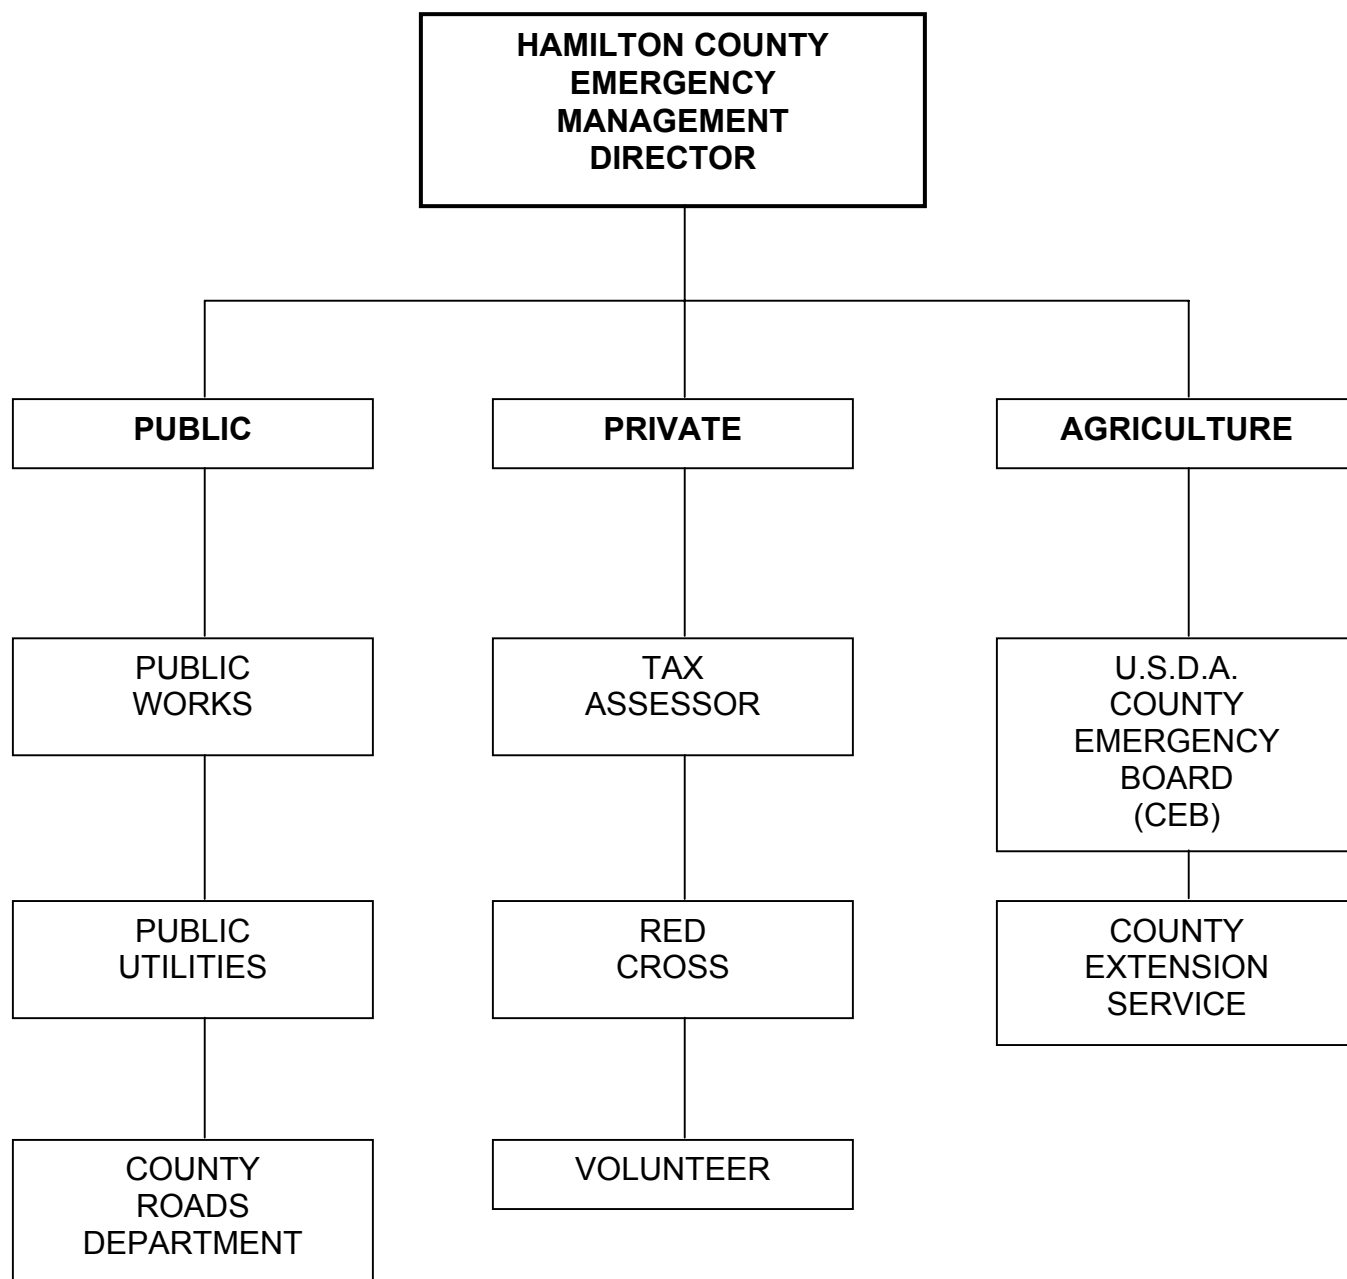 HAMILTON COUNTY
EMERGENCY
MANAGEMENT
DIRECTOR
PUBLIC
PRIVATE
AGRICULTURE
PUBLIC
WORKS
TAX
ASSESSOR
U.S.D.A.
COUNTY
EMERGENCY
BOARD
(CEB)
PUBLIC
UTILITIES
RED
CROSS
COUNTY
EXTENSION
SERVICE
COUNTY
ROADS
DEPARTMENT
VOLUNTEER